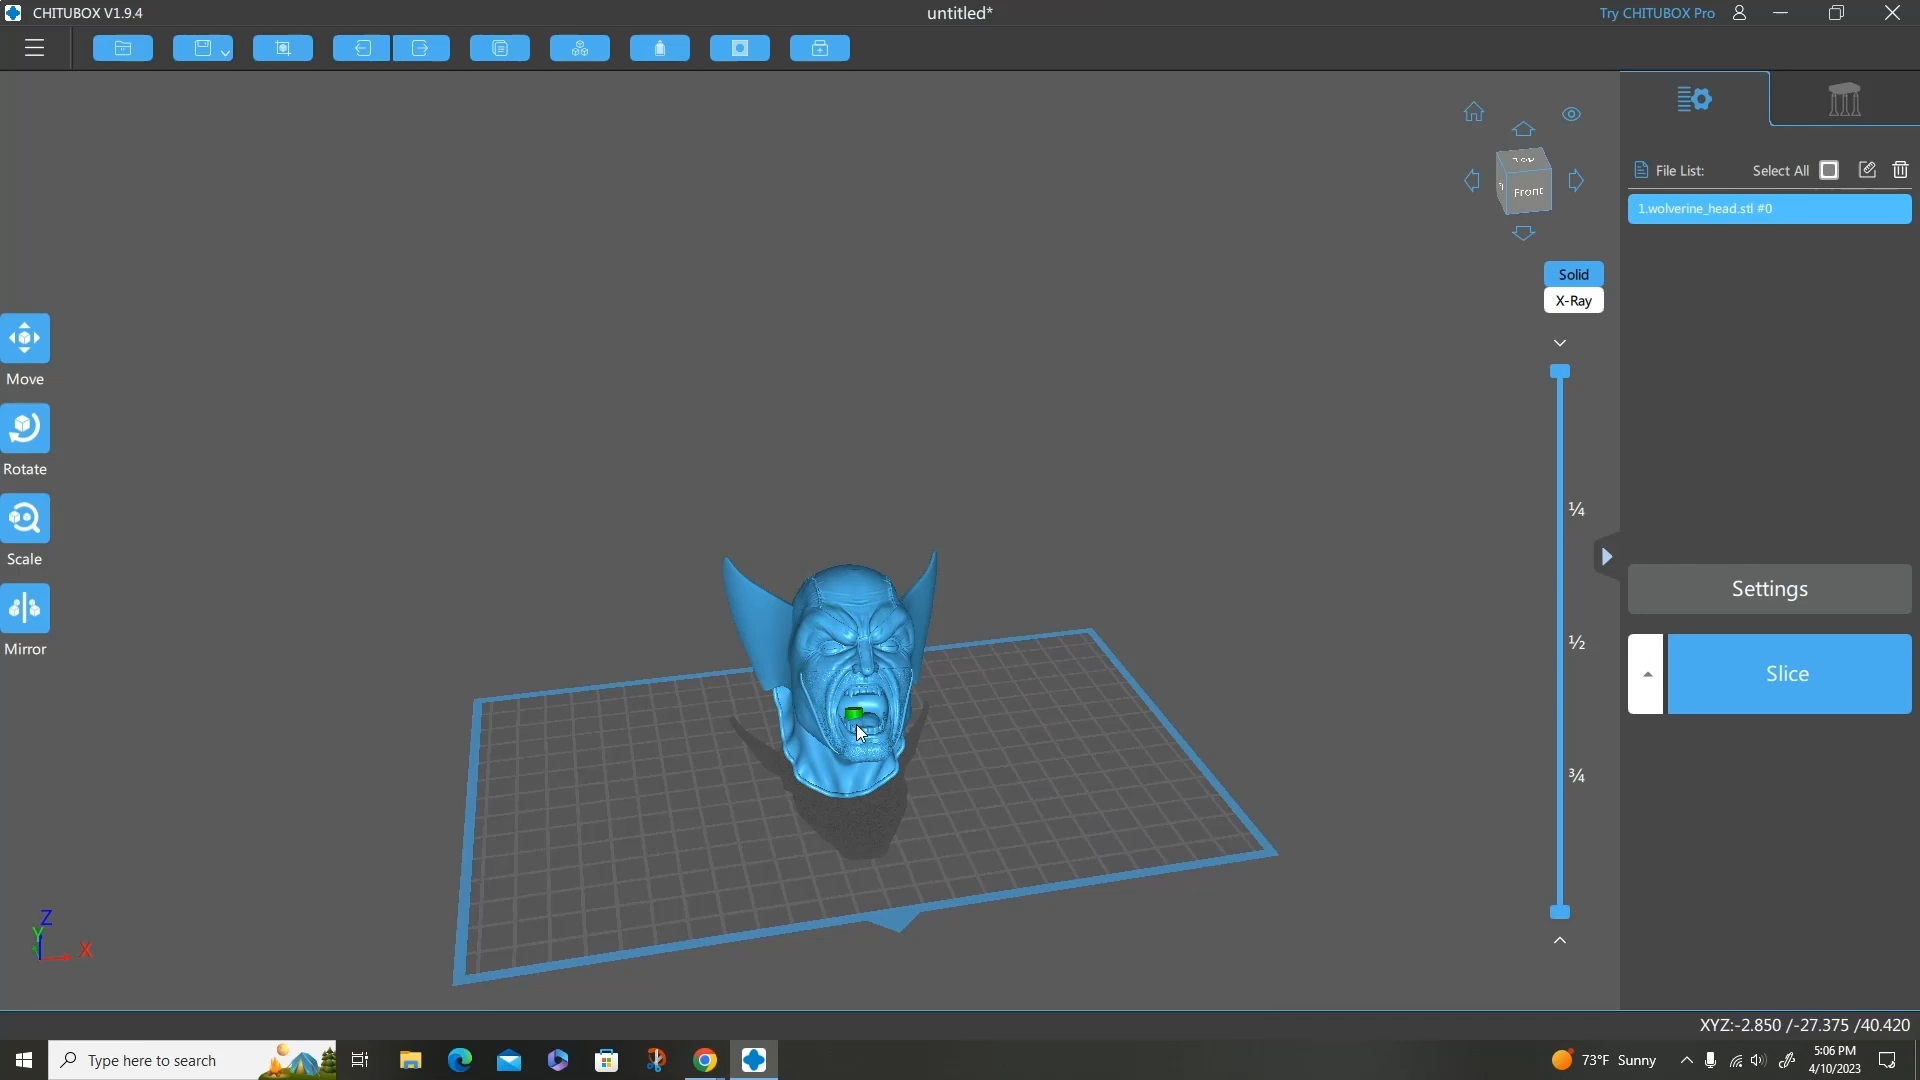 CHITUBOX V1.9.4
untitled*
Try CHITUBOX Pro
File List:
Select All
1.wolverine_head.stl #0
Top
Front
Solid
X-Ray
Move
Rotate
Scale
Mirror
¼
½
¾
Settings
Slice
Z
Y
X
XYZ:-2.850 /-27.375 /40.420
Type here to search
73°F Sunny
5:06 PM
4/10/2023